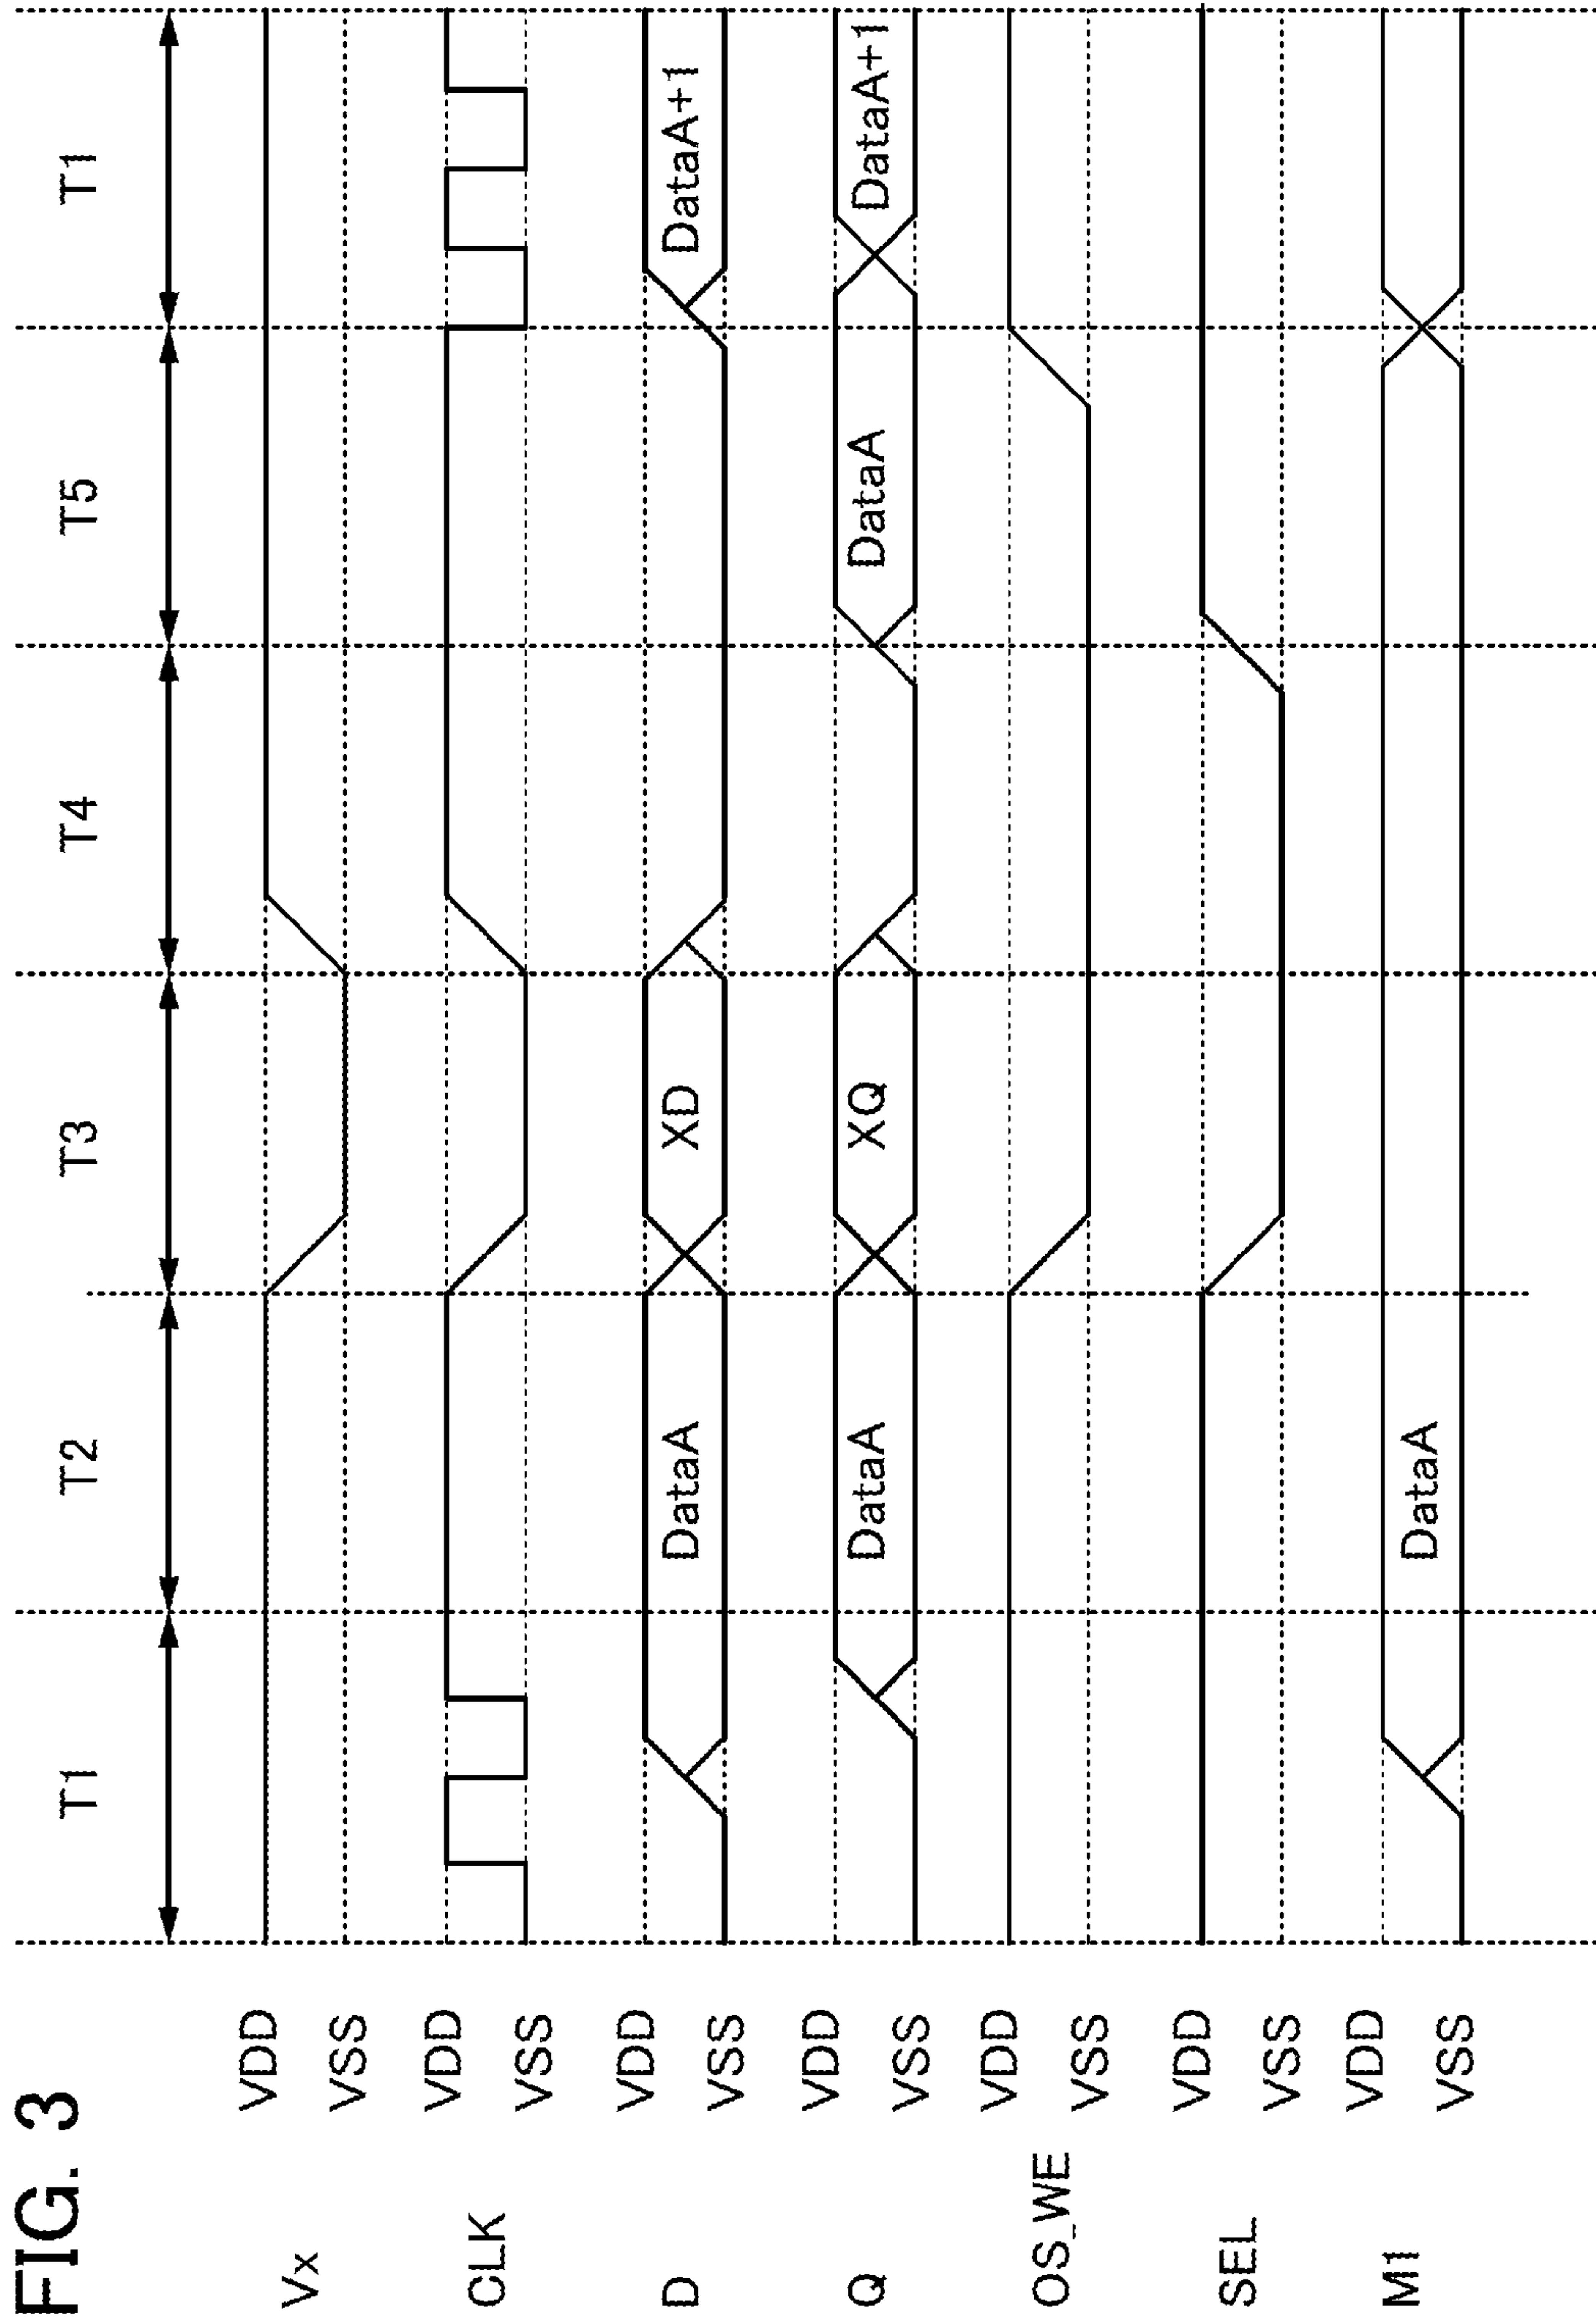 FIG. 3
T1 T2 T3 T4 T5 T1
Vx VDD
VSS
CLK VDD
VSS
D VDD DataA XD DataA+1
VSS
Q VDD DataA XQ DataA DataA+1
VSS
OS_WE VDD
VSS
SEL VDD
VSS
M1 VDD DataA
VSS